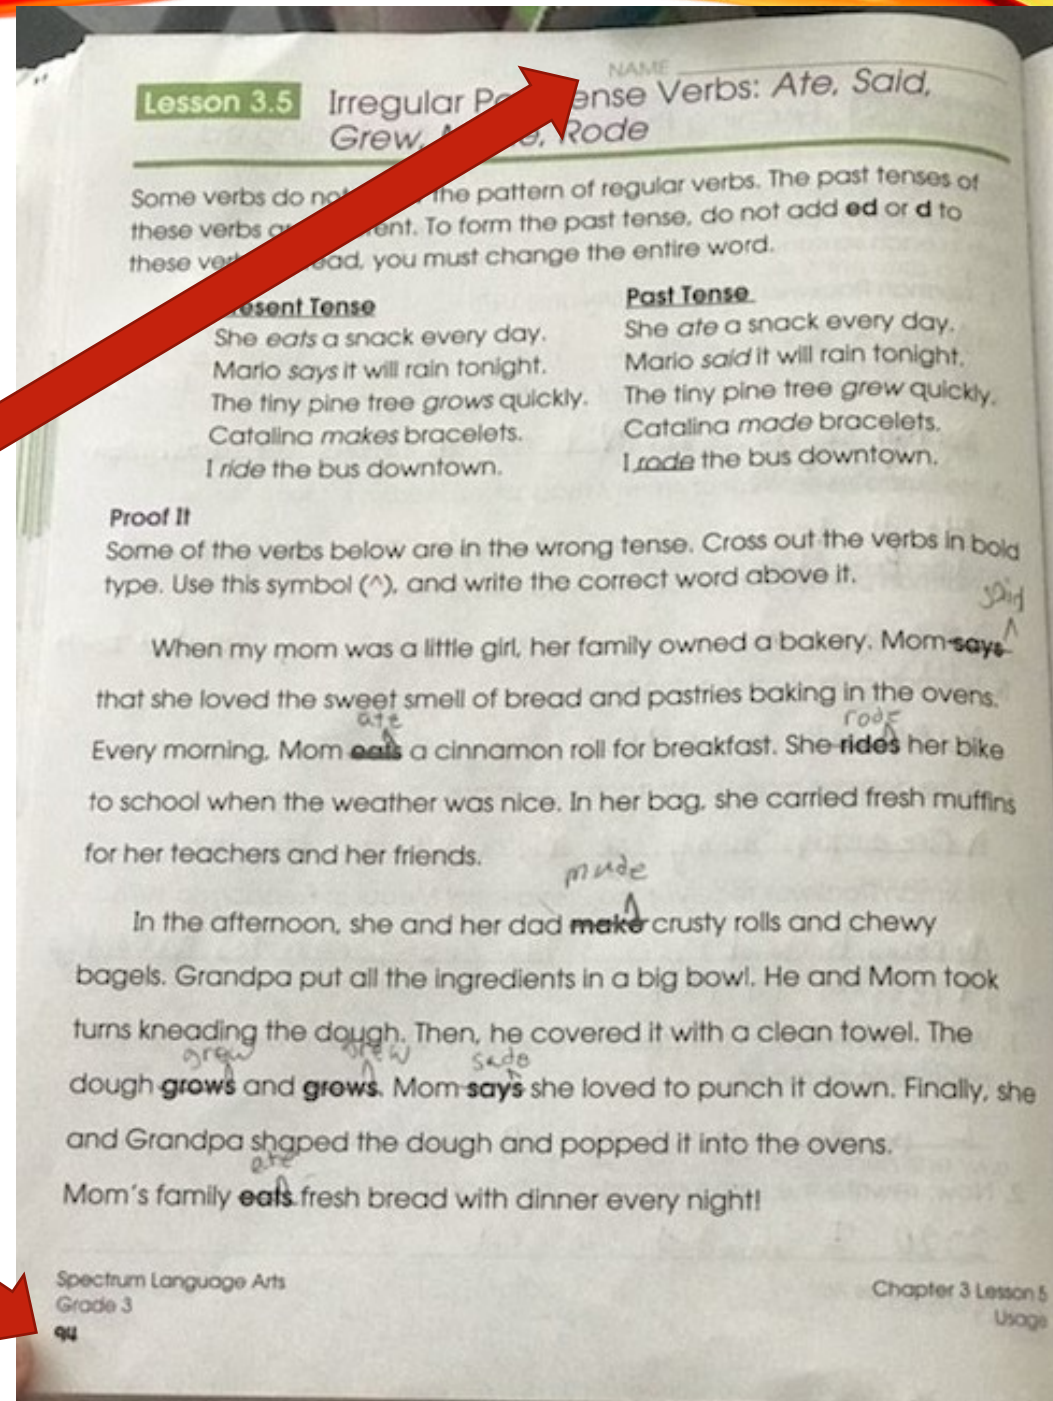 NAME
Lesson 3.5 Irregular Tense Verbs: Ate, Said,
Grew, Rode
Some verbs do the pattern of regular verbs. The past tenses of
these verbs To form the past tense, do not add ed or d to
these you must change the entire word.
Present Tense Past Tense
She eats a snack every day. She ate a snack every day.
Mario says it will rain tonight. Mario said it will rain tonight.
The tiny pine tree grows quickly. The tiny pine tree grew quickly.
Catalina makes bracelets. Catalina made bracelets.
I ride the bus downtown. I rode the bus downtown.
Proof It
Some of the verbs below are in the wrong tense. Cross out the verbs in bold
type. Use this symbol (^), and write the correct word above it.
said
When my mom was a little girl, her family owned a bakery. Mom says
that she loved the sweet smell of bread and pastries baking in the ovens.
ate rode
Every morning, Mom eats a cinnamon roll for breakfast. She rides her bike
to school when the weather was nice. In her bag, she carried fresh muffins
for her teachers and her friends.
made
In the afternoon, she and her dad make crusty rolls and chewy
bagels. Grandpa put all the ingredients in a big bowl. He and Mom took
turns kneading the dough. Then, he covered it with a clean towel. The
grew grew
dough grows and grows. Mom says she loved to punch it down. Finally, she
and Grandpa shaped the dough and popped it into the ovens.
ate
Mom's family eats fresh bread with dinner every night!
Spectrum Language Arts Chapter 3 Lesson 5
Grade 3 Usage
94